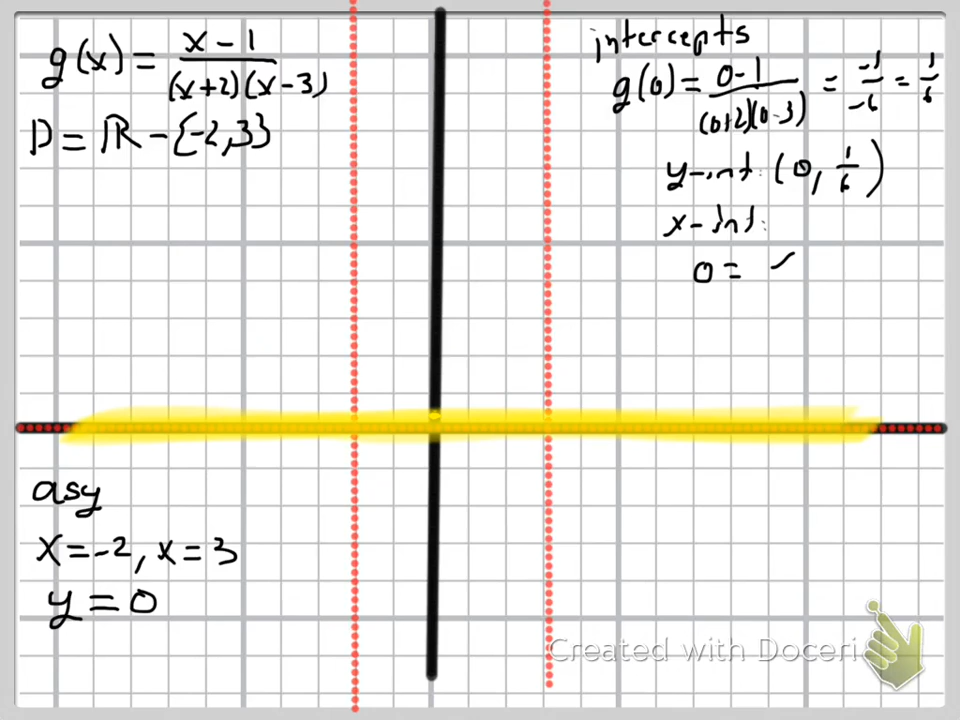 g(x) = x - 1 / (x+2)(x-3)
D = ℝ - {-2,3}
intercepts
g(0) = 0-1 / (0+2)(0-3) = -1/-6 = 1/6
y-int: (0, 1/6)
x-int:
0 =
asy
x=-2, x=3
y=0
Created with Doceri